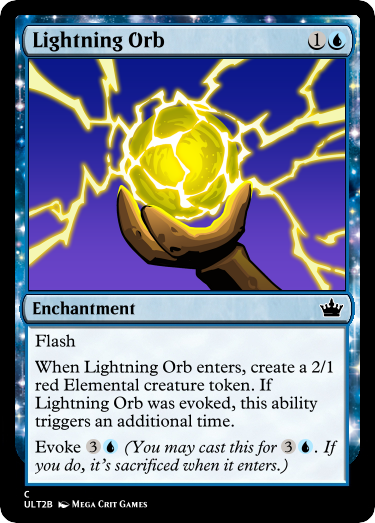 Lightning Orb 1
Enchantment
Flash
When Lightning Orb enters, create a 2/1
red Elemental creature token. If
Lightning Orb was evoked, this ability
triggers an additional time.
Evoke 3 (You may cast this for 3 . If
you do, it's sacrificed when it enters.)
C
ULT2B Mega Crit Games